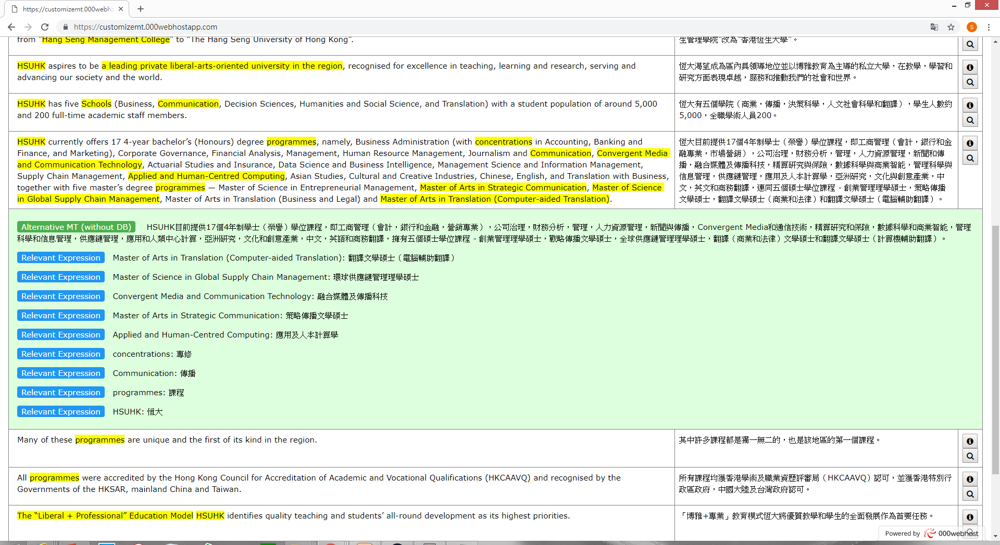 https://customizemt.000webho
https://customizemt.000webhostapp.com
S
from “Hang Seng Management College” to “The Hang Seng University of Hong Kong”.
生管理學院”改為“香港恆生大學”。
HSUHK aspires to be a leading private liberal-arts-oriented university in the region, recognised for excellence in teaching, learning and research, serving and
advancing our society and the world.
恆大渴望成為區內具領導地位並以博雅教育為主導的私立大學，在教學，學習和
研究方面表現卓越，服務和推動我們的社會和世界。
HSUHK has five Schools (Business, Communication, Decision Sciences, Humanities and Social Science, and Translation) with a student population of around 5,000
and 200 full-time academic staff members.
恆大有五個學院（商業，傳播，決策科學，人文社會科學和翻譯），學生人數約
5,000，全職學術人員200。
HSUHK currently offers 17 4-year bachelor’s (Honours) degree programmes, namely, Business Administration (with concentrations in Accounting, Banking and
Finance, and Marketing), Corporate Governance, Financial Analysis, Management, Human Resource Management, Journalism and Communication, Convergent Media
and Communication Technology, Actuarial Studies and Insurance, Data Science and Business Intelligence, Management Science and Information Management,
Supply Chain Management, Applied and Human-Centred Computing, Asian Studies, Cultural and Creative Industries, Chinese, English, and Translation with Business,
together with five master’s degree programmes — Master of Science in Entrepreneurial Management, Master of Arts in Strategic Communication, Master of Science
in Global Supply Chain Management, Master of Arts in Translation (Business and Legal) and Master of Arts in Translation (Computer-aided Translation).
恆大目前提供17個4年制學士（榮譽）學位課程，即工商管理（會計，銀行和金
融專業，市場營銷），公司治理，財務分析，管理，人力資源管理，新聞和傳
播，融合媒體及傳播科技，精算研究與保險，數據科學與商業智能，管理科學與
信息管理，供應鏈管理，應用及人本計算學，亞洲研究，文化與創意產業，中
文，英文和商務翻譯，連同五個碩士學位課程 - 創業管理理學碩士，策略傳播
文學碩士，翻譯文學碩士（商業和法律）和翻譯文學碩士（電腦輔助翻譯）。
Alternative MT (without DB) HSUHK目前提供17個4年制學士（榮譽）學位課程，即工商管理（會計，銀行和金融，營銷專業），公司治理，財務分析，管理，人力資源管理，新聞與傳播，Convergent Media和通信技術，精算研究和保險，數據科學和商業智能，管理
科學和信息管理，供應鏈管理，應用和人類中心計算，亞洲研究，文化和創意產業，中文，英語和商務翻譯，擁有五個碩士學位課程 - 創業管理理學碩士，戰略傳播文學碩士，全球供應鏈管理理學碩士，翻譯（商業和法律）文學碩士和翻譯文學碩士（計算機輔助翻譯）。
Relevant Expression Master of Arts in Translation (Computer-aided Translation): 翻譯文學碩士（電腦輔助翻譯）
Relevant Expression Master of Science in Global Supply Chain Management: 環球供應鏈管理理學碩士
Relevant Expression Convergent Media and Communication Technology: 融合媒體及傳播科技
Relevant Expression Master of Arts in Strategic Communication: 策略傳播文學碩士
Relevant Expression Applied and Human-Centred Computing: 應用及人本計算學
Relevant Expression concentrations: 專修
Relevant Expression Communication: 傳播
Relevant Expression programmes: 課程
Relevant Expression HSUHK: 恒大
Many of these programmes are unique and the first of its kind in the region.
其中許多課程都是獨一無二的，也是該地區的第一個課程。
All programmes were accredited by the Hong Kong Council for Accreditation of Academic and Vocational Qualifications (HKCAAVQ) and recognised by the
Governments of the HKSAR, mainland China and Taiwan.
所有課程均獲香港學術及職業資歷評審局（HKCAAVQ）認可，並獲香港特別行
政區政府，中國大陸及台灣政府認可。
The “Liberal + Professional” Education Model HSUHK identifies quality teaching and students’ all-round development as its highest priorities.
「博雅+專業」教育模式恆大將優質教學和學生的全面發展作為首要任務。
Powered by 000webhost